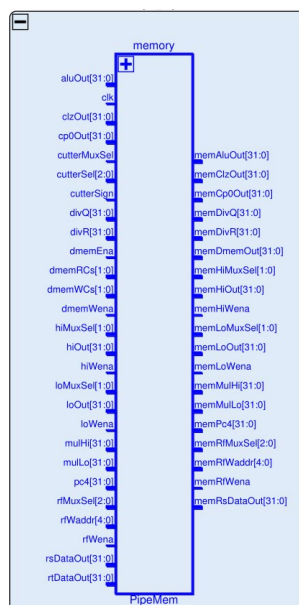 memory
aluOut[31:0]
clk
clzOut[31:0]
cp0Out[31:0]
cutterMuxSel
cutterSel[2:0]
cutterSign
divQ[31:0]
divR[31:0]
dmemEna
dmemRCs[1:0]
dmemWCs[1:0]
dmemWena
hiMuxSel[1:0]
hiOut[31:0]
hiWena
loMuxSel[1:0]
loOut[31:0]
loWena
mulHi[31:0]
mulLo[31:0]
pc4[31:0]
rfMuxSel[2:0]
rfWaddr[4:0]
rfWena
rsDataOut[31:0]
rtDataOut[31:0]
memAluOut[31:0]
memClzOut[31:0]
memCp0Out[31:0]
memDivQ[31:0]
memDivR[31:0]
memDmemOut[31:0]
memHiMuxSel[1:0]
memHiOut[31:0]
memHiWena
memLoMuxSel[1:0]
memLoOut[31:0]
memLoWena
memMulHi[31:0]
memMulLo[31:0]
memPc4[31:0]
memRfMuxSel[2:0]
memRfWaddr[4:0]
memRfWena
memRsDataOut[31:0]
PipeMem